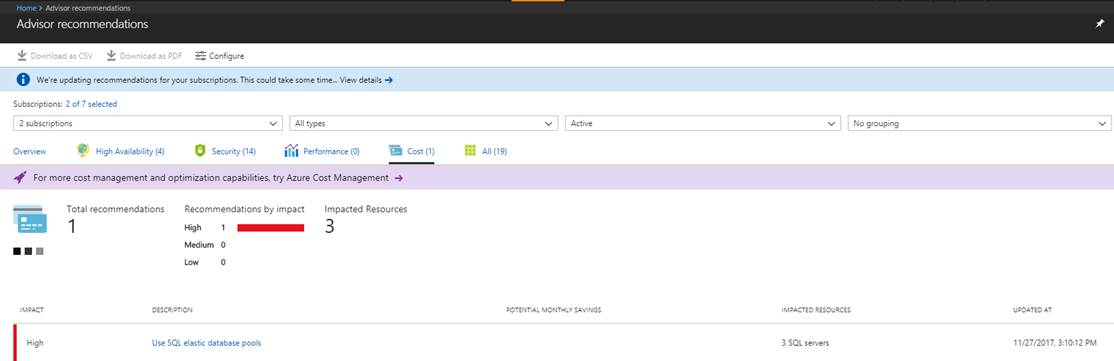 Home > Advisor recommendations
Advisor recommendations
Download as CSV Download as PDF Configure
We're updating recommendations for your subscriptions. This could take some time... View details →
Subscriptions: 2 of 7 selected
2 subscriptions All types Active No grouping
Overview High Availability (4) Security (14) Performance (0) Cost (1) All (19)
For more cost management and optimization capabilities, try Azure Cost Management →
Total recommendations Recommendations by impact Impacted Resources
1 High 1 3
Medium 0
Low 0
IMPACT DESCRIPTION POTENTIAL MONTHLY SAVINGS IMPACTED RESOURCES UPDATED AT
High Use SQL elastic database pools 3 SQL servers 11/27/2017, 3:10:12 PM